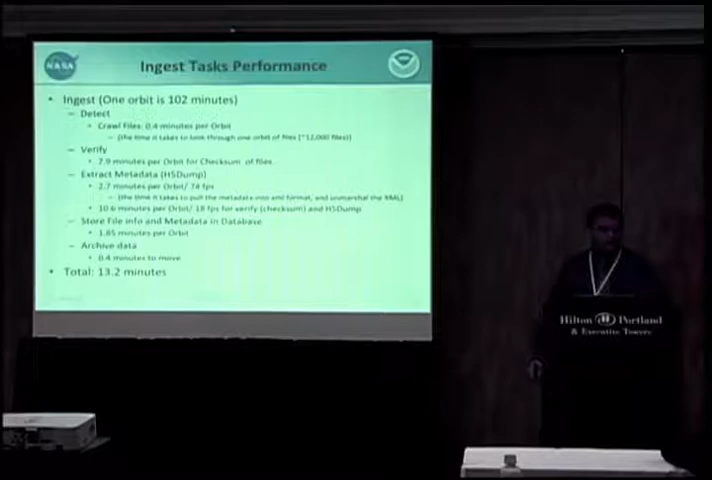 NASA
Ingest Tasks Performance
• Ingest (One orbit is 102 minutes)
– Detect
• Crawl Files: 0.4 minutes per Orbit
– (the time it takes to look through one orbit of files (~12,000 files)
– Verify
• 7.9 minutes per Orbit for Checksum of files
– Extract Metadata (H5Dump)
• 2.7 minutes per Orbit/ 74 fps
– (the time it takes to pull the metadata into xml format, and unmarshal the XML)
• 10.6 minutes per Orbit/ 18 fps for verify (checksum) and H5Dump
– Store File info and Metadata in Database
• 1.85 minutes per Orbit
– Archive data
• 0.4 minutes to move
• Total: 13.2 minutes
Hilton Portland
& Executive Tower